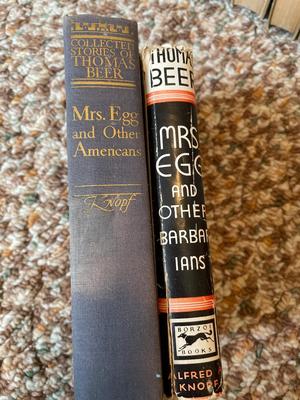 COLLECTED
STORIES OF
THOMAS
BEER
Mrs. Egg
and Other
Americans
Knopf
THOMAS
BEER
MRS
EGG
AND
OTHER
BARBAR
IANS
BORZOI
BOOKS
ALFRED A
KNOPF